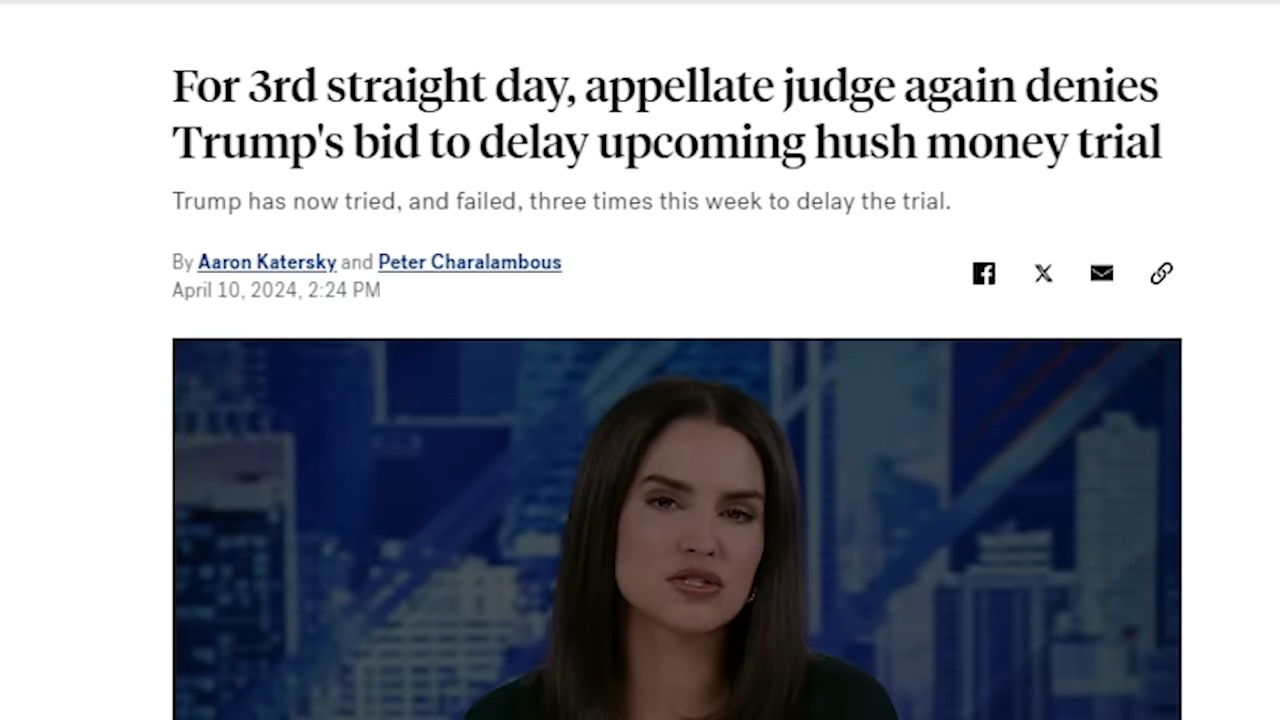 For 3rd straight day, appellate judge again denies
Trump's bid to delay upcoming hush money trial
Trump has now tried, and failed, three times this week to delay the trial.
By Aaron Katersky and Peter Charalambous
April 10, 2024, 2:24 PM